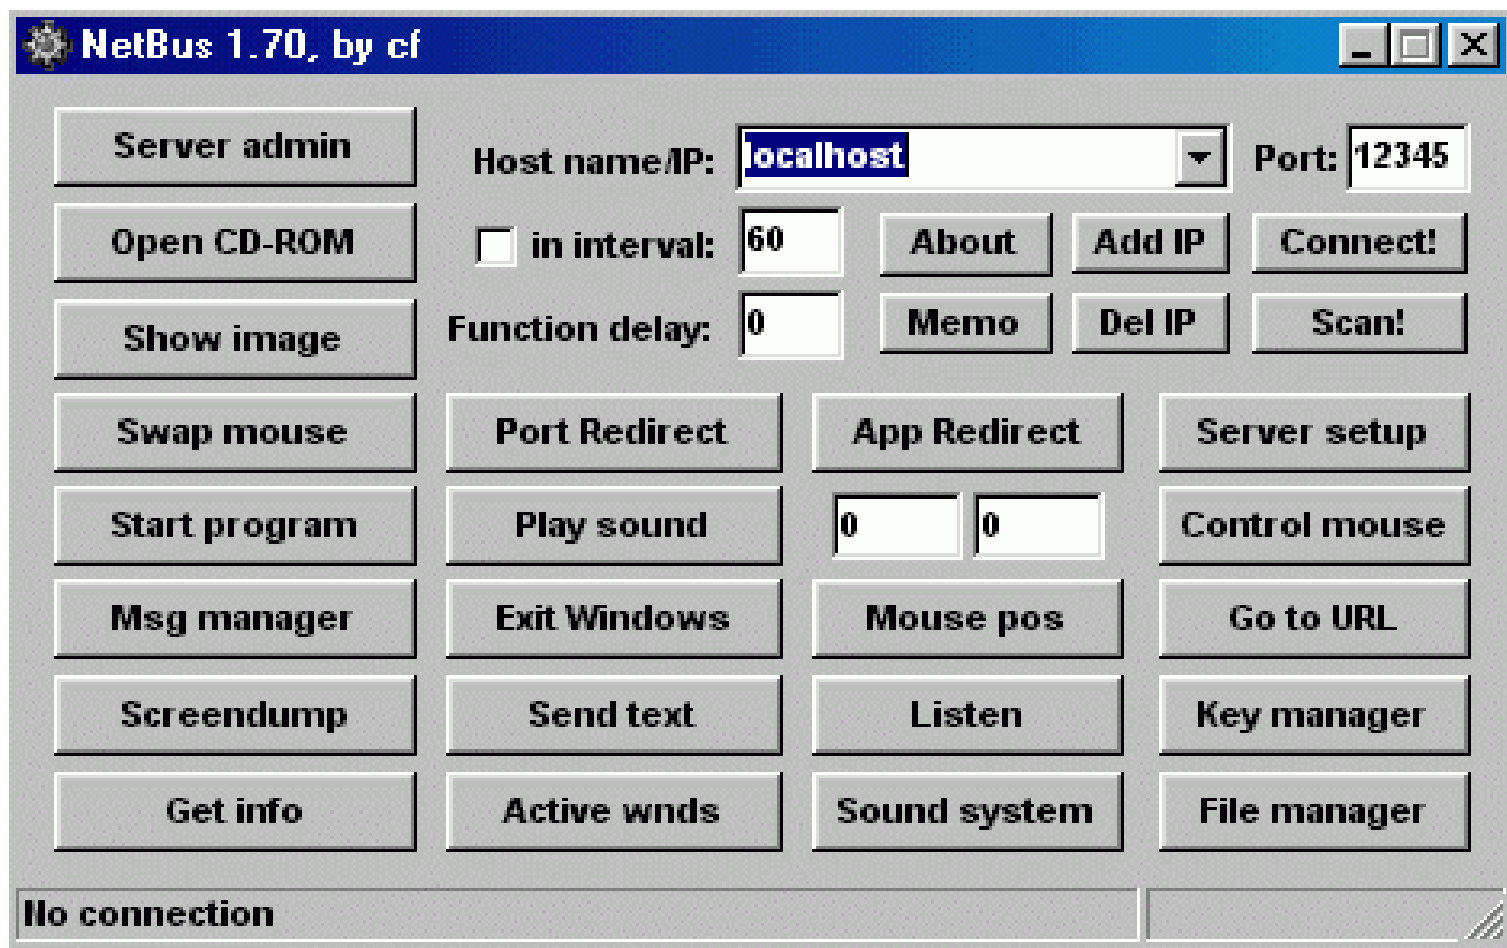 NetBus 1.70, by cf
Server admin
Host name/IP: localhost Port: 12345
Open CD-ROM
in interval: 60 About Add IP Connect!
Show image
Function delay: 0 Memo Del IP Scan!
Swap mouse Port Redirect App Redirect Server setup
Start program Play sound 0 0 Control mouse
Msg manager Exit Windows Mouse pos Go to URL
Screendump Send text Listen Key manager
Get info Active wnds Sound system File manager
No connection